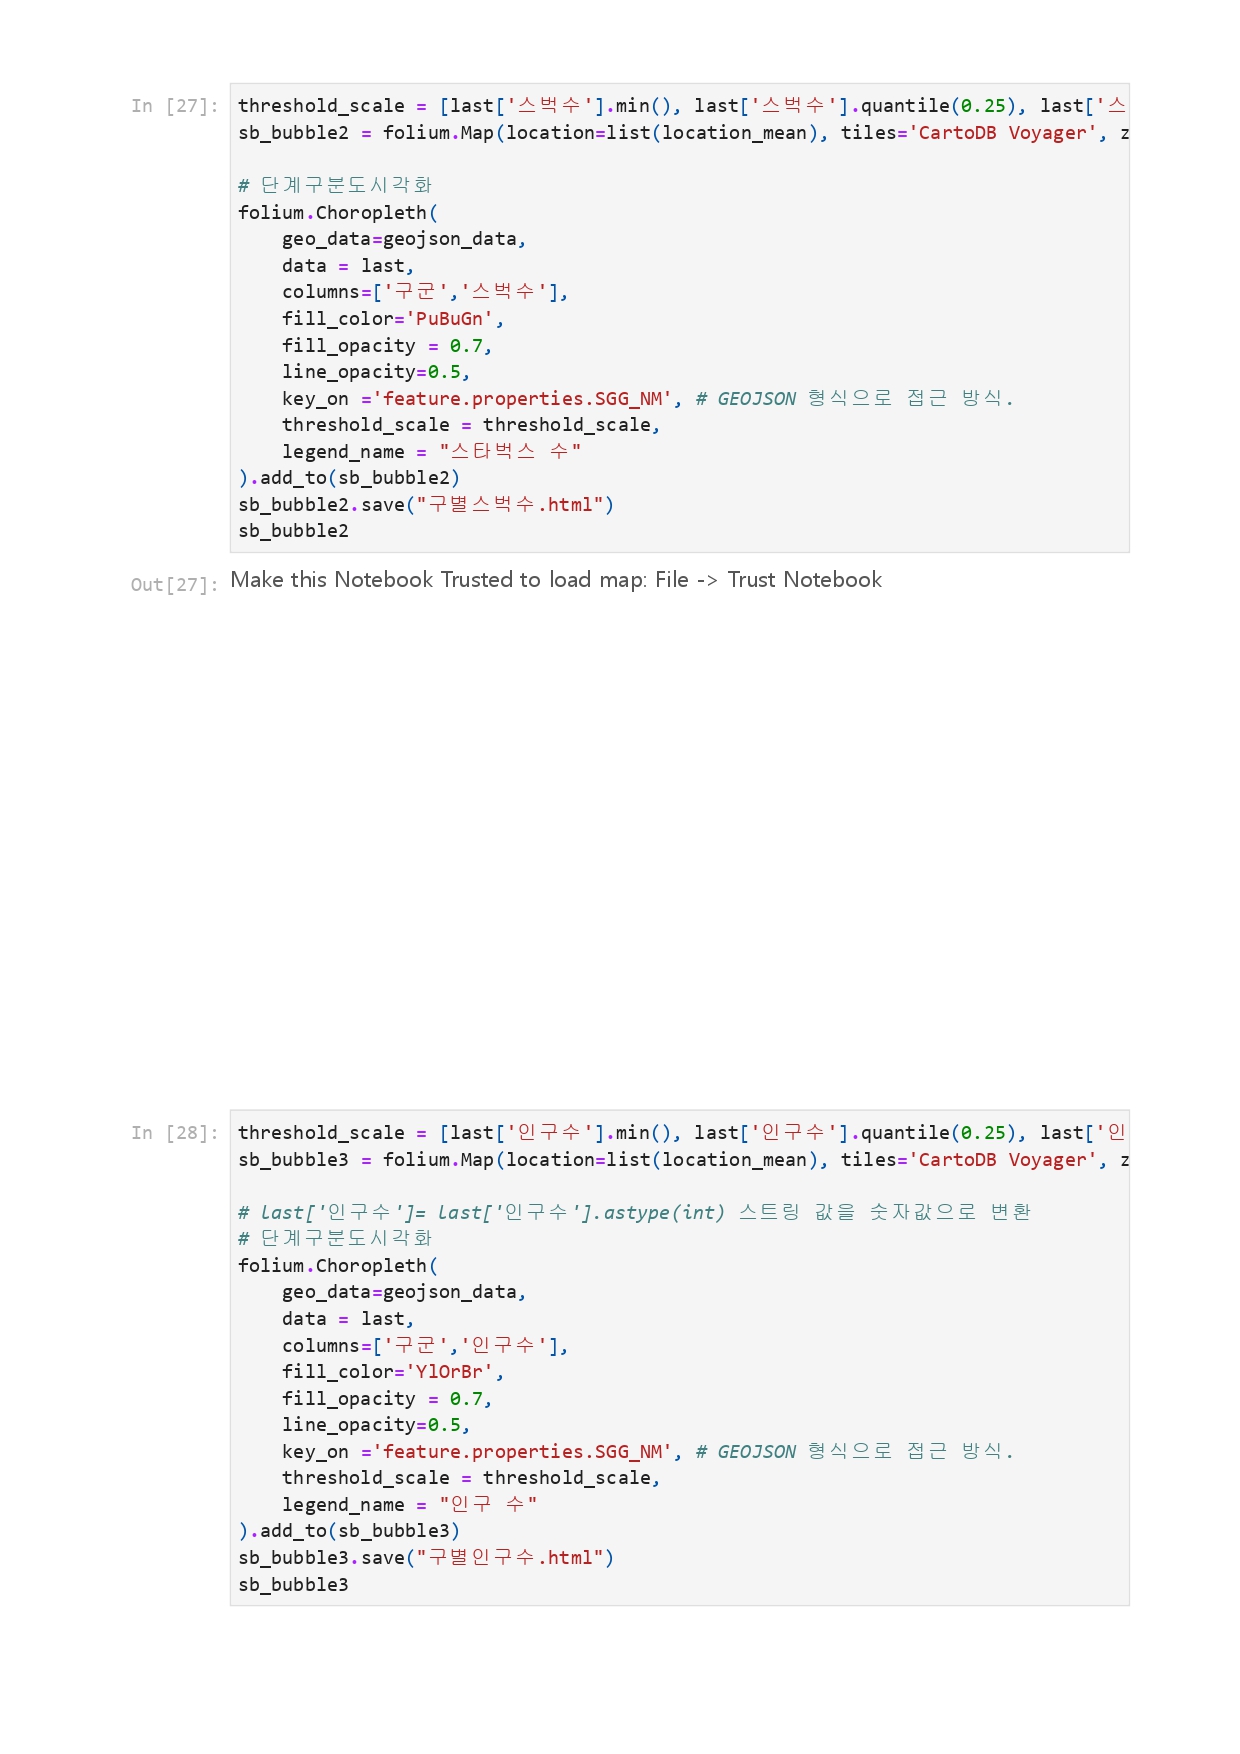 In [27]: threshold_scale = [last['스벅수'].min(), last['스벅수'].quantile(0.25), last['스
sb_bubble2 = folium.Map(location=list(location_mean), tiles='CartoDB Voyager', z
# 단계구분도시각화
folium.Choropleth(
    geo_data=geojson_data,
    data = last,
    columns=['구군','스벅수'],
    fill_color='PuBuGn',
    fill_opacity = 0.7,
    line_opacity=0.5,
    key_on ='feature.properties.SGG_NM', # GEOJSON 형식으로 접근 방식.
    threshold_scale = threshold_scale,
    legend_name = "스타벅스 수"
).add_to(sb_bubble2)
sb_bubble2.save("구별스벅수.html")
sb_bubble2
Out[27]: Make this Notebook Trusted to load map: File -> Trust Notebook
In [28]: threshold_scale = [last['인구수'].min(), last['인구수'].quantile(0.25), last['인
sb_bubble3 = folium.Map(location=list(location_mean), tiles='CartoDB Voyager', z
# last['인구수']= last['인구수'].astype(int) 스트링 값을 숫자값으로 변환
# 단계구분도시각화
folium.Choropleth(
    geo_data=geojson_data,
    data = last,
    columns=['구군','인구수'],
    fill_color='YlOrBr',
    fill_opacity = 0.7,
    line_opacity=0.5,
    key_on ='feature.properties.SGG_NM', # GEOJSON 형식으로 접근 방식.
    threshold_scale = threshold_scale,
    legend_name = "인구 수"
).add_to(sb_bubble3)
sb_bubble3.save("구별인구수.html")
sb_bubble3